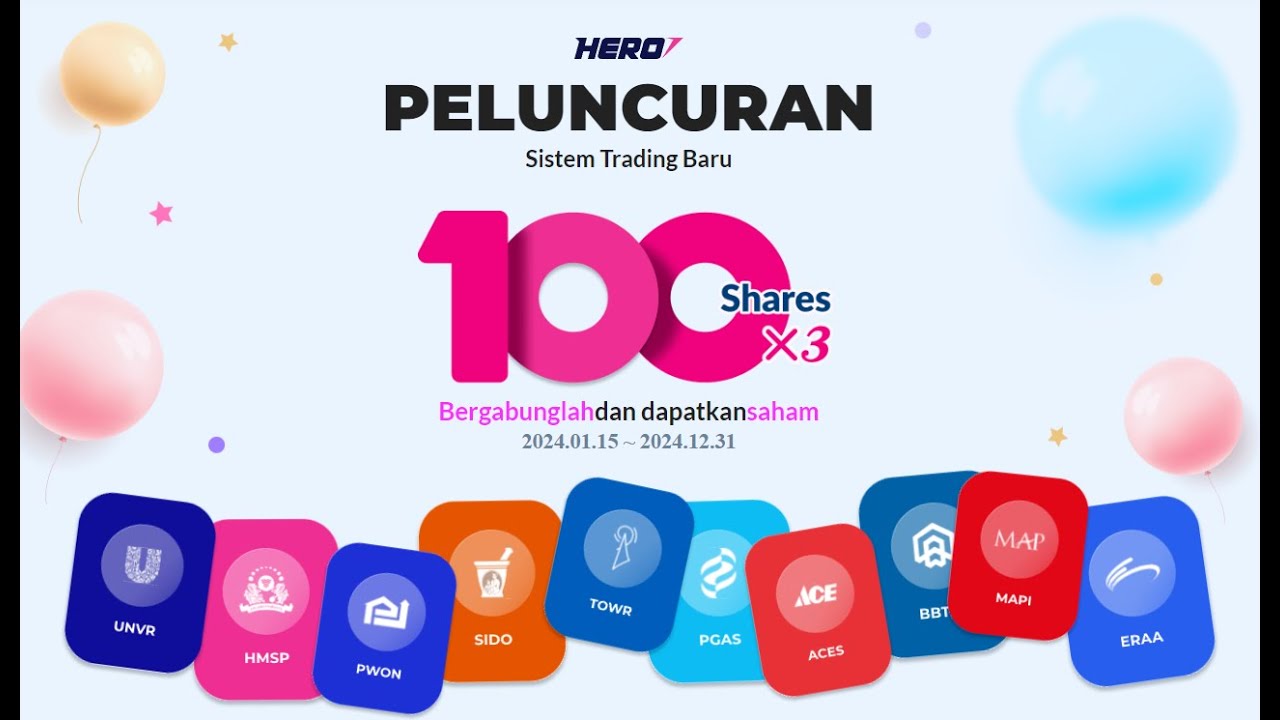 HERO
PELUNCURAN
Sistem Trading Baru
100
Shares
×3
Bergabunglahdan dapatkansaham
2024.01.15 ~ 2024.12.31
U
UNVR
HMSP
PWON
SIDO
TOWR
PGAS
ACE
ACES
BBT
MAP
MAPI
ERAA